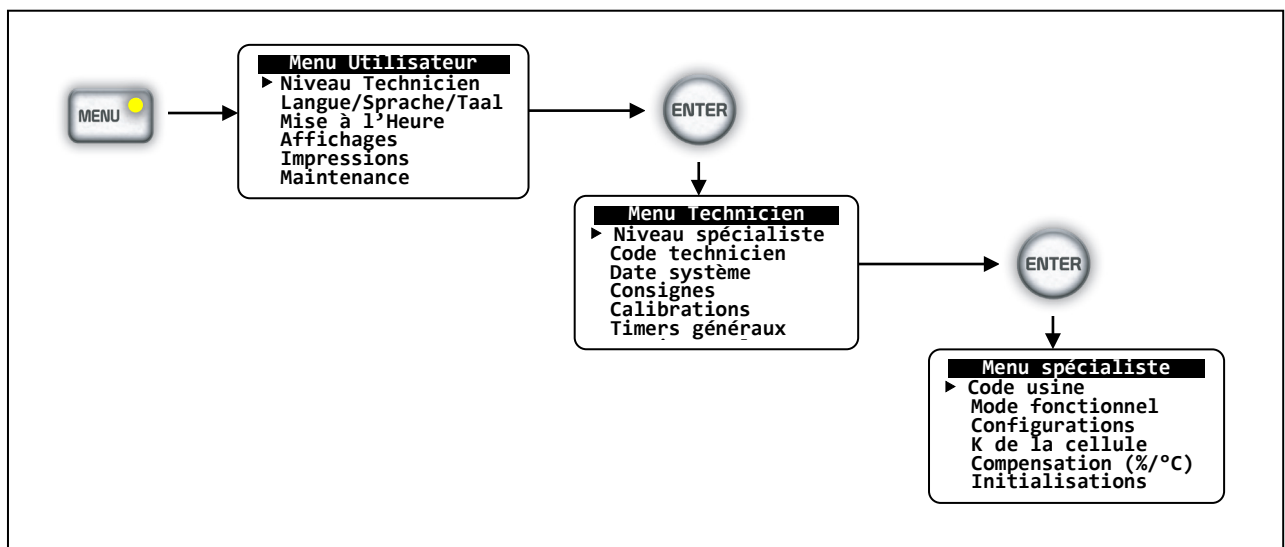 MENU
Menu Utilisateur
Niveau Technicien
Langue/Sprache/Taal
Mise à l’Heure
Affichages
Impressions
Maintenance
ENTER
Menu Technicien
Niveau spécialiste
Code technicien
Date système
Consignes
Calibrations
Timers généraux
ENTER
Menu spécialiste
Code usine
Mode fonctionnel
Configurations
K de la cellule
Compensation (%/°C)
Initialisations